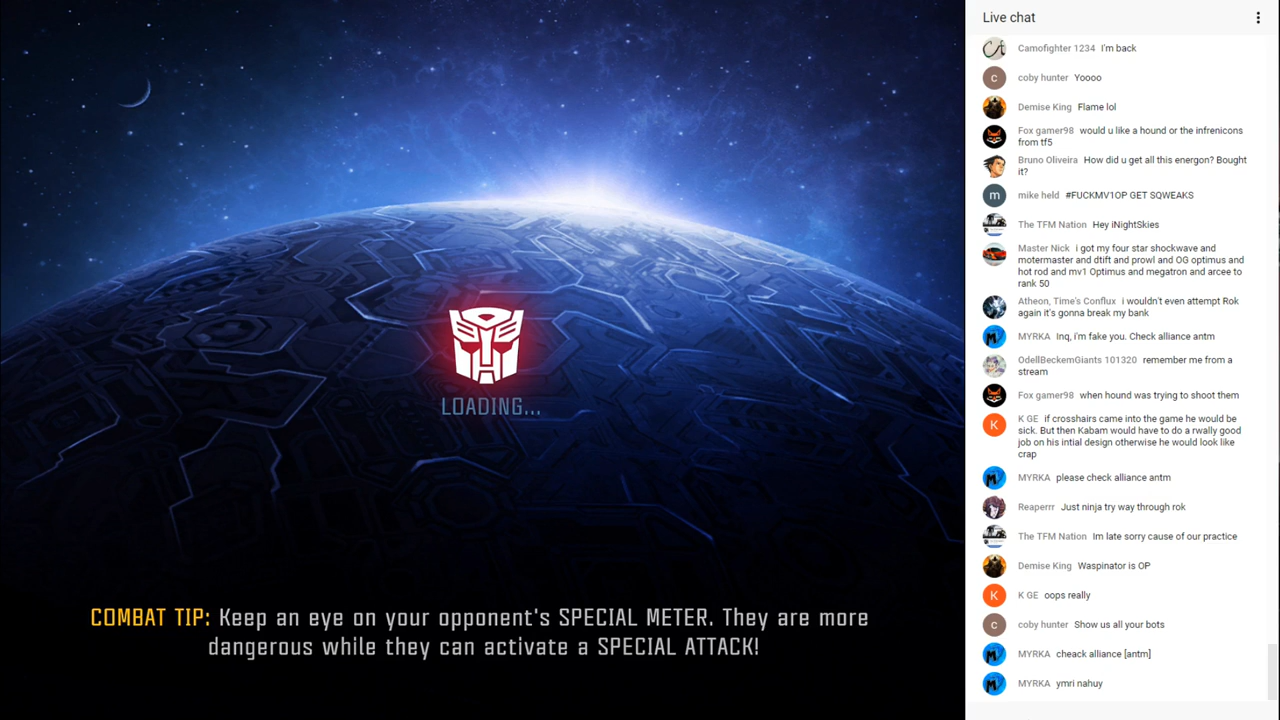 Live chat
Camofighter 1234 I'm back
c
coby hunter Yoooo
Demise King Flame lol
Fox gamer98 would u like a hound or the infrenicons
from tf5
Bruno Oliveira How did u get all this energon? Bought
it?
m
mike held #FUCKMV1OP GET SQWEAKS
The TFM Nation Hey iNightSkies
Master Nick i got my four star shockwave and
motermaster and dtift and prowl and OG optimus and
hot rod and mv1 Optimus and megatron and arcee to
rank 50
Atheon, Time's Conflux i wouldn't even attempt Rok
again it's gonna break my bank
MYRKA Inq, i'm fake you. Check alliance antm
OdellBeckemGiants 101320 remember me from a
stream
Fox gamer98 when hound was trying to shoot them
K
K GE if crosshairs came into the game he would be
sick. But then Kabam would have to do a rwally good
job on his intial design otherwise he would look like
crap
MYRKA please check alliance antm
Reaperrr Just ninja try way through rok
The TFM Nation Im late sorry cause of our practice
Demise King Waspinator is OP
K
K GE oops really
c
coby hunter Show us all your bots
MYRKA cheack alliance [antm]
MYRKA ymri nahuy
LOADING...
COMBAT TIP: Keep an eye on your opponent's SPECIAL METER. They are more
dangerous while they can activate a SPECIAL ATTACK!